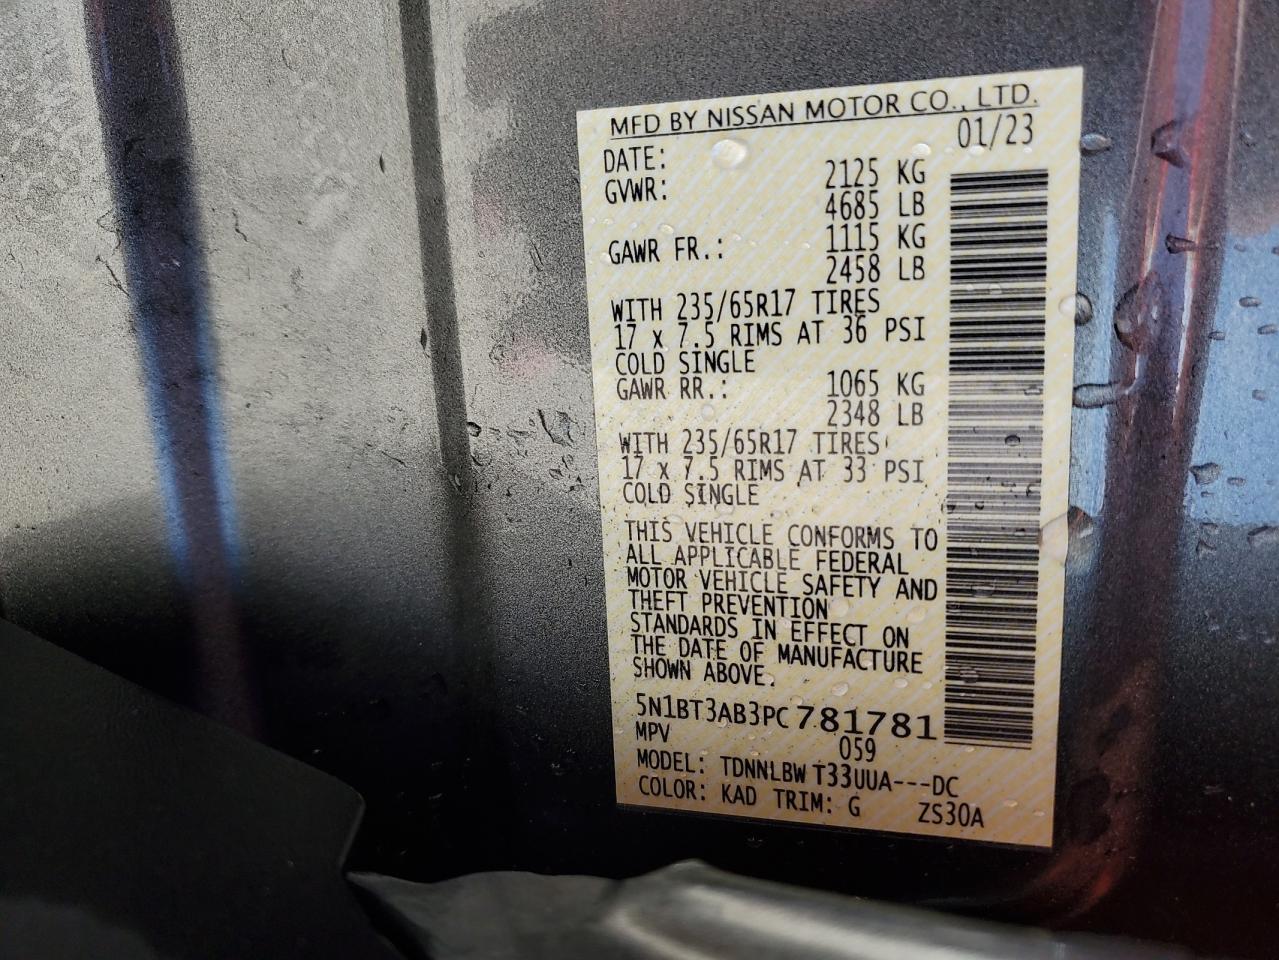 MFD BY NISSAN MOTOR CO., LTD.
DATE: 01/23
GVWR: 2125 KG
4685 LB
GAWR FR.: 1115 KG
2458 LB
WITH 235/65R17 TIRES
17 x 7.5 RIMS AT 36 PSI
COLD SINGLE
GAWR RR.: 1065 KG
2348 LB
WITH 235/65R17 TIRES
17 x 7.5 RIMS AT 33 PSI
COLD SINGLE
THIS VEHICLE CONFORMS TO
ALL APPLICABLE FEDERAL
MOTOR VEHICLE SAFETY AND
THEFT PREVENTION
STANDARDS IN EFFECT ON
THE DATE OF MANUFACTURE
SHOWN ABOVE.
5N1BT3AB3PC781781
MPV 059
MODEL: TDNNLBW T33UUA---DC
COLOR: KAD TRIM: G ZS30A